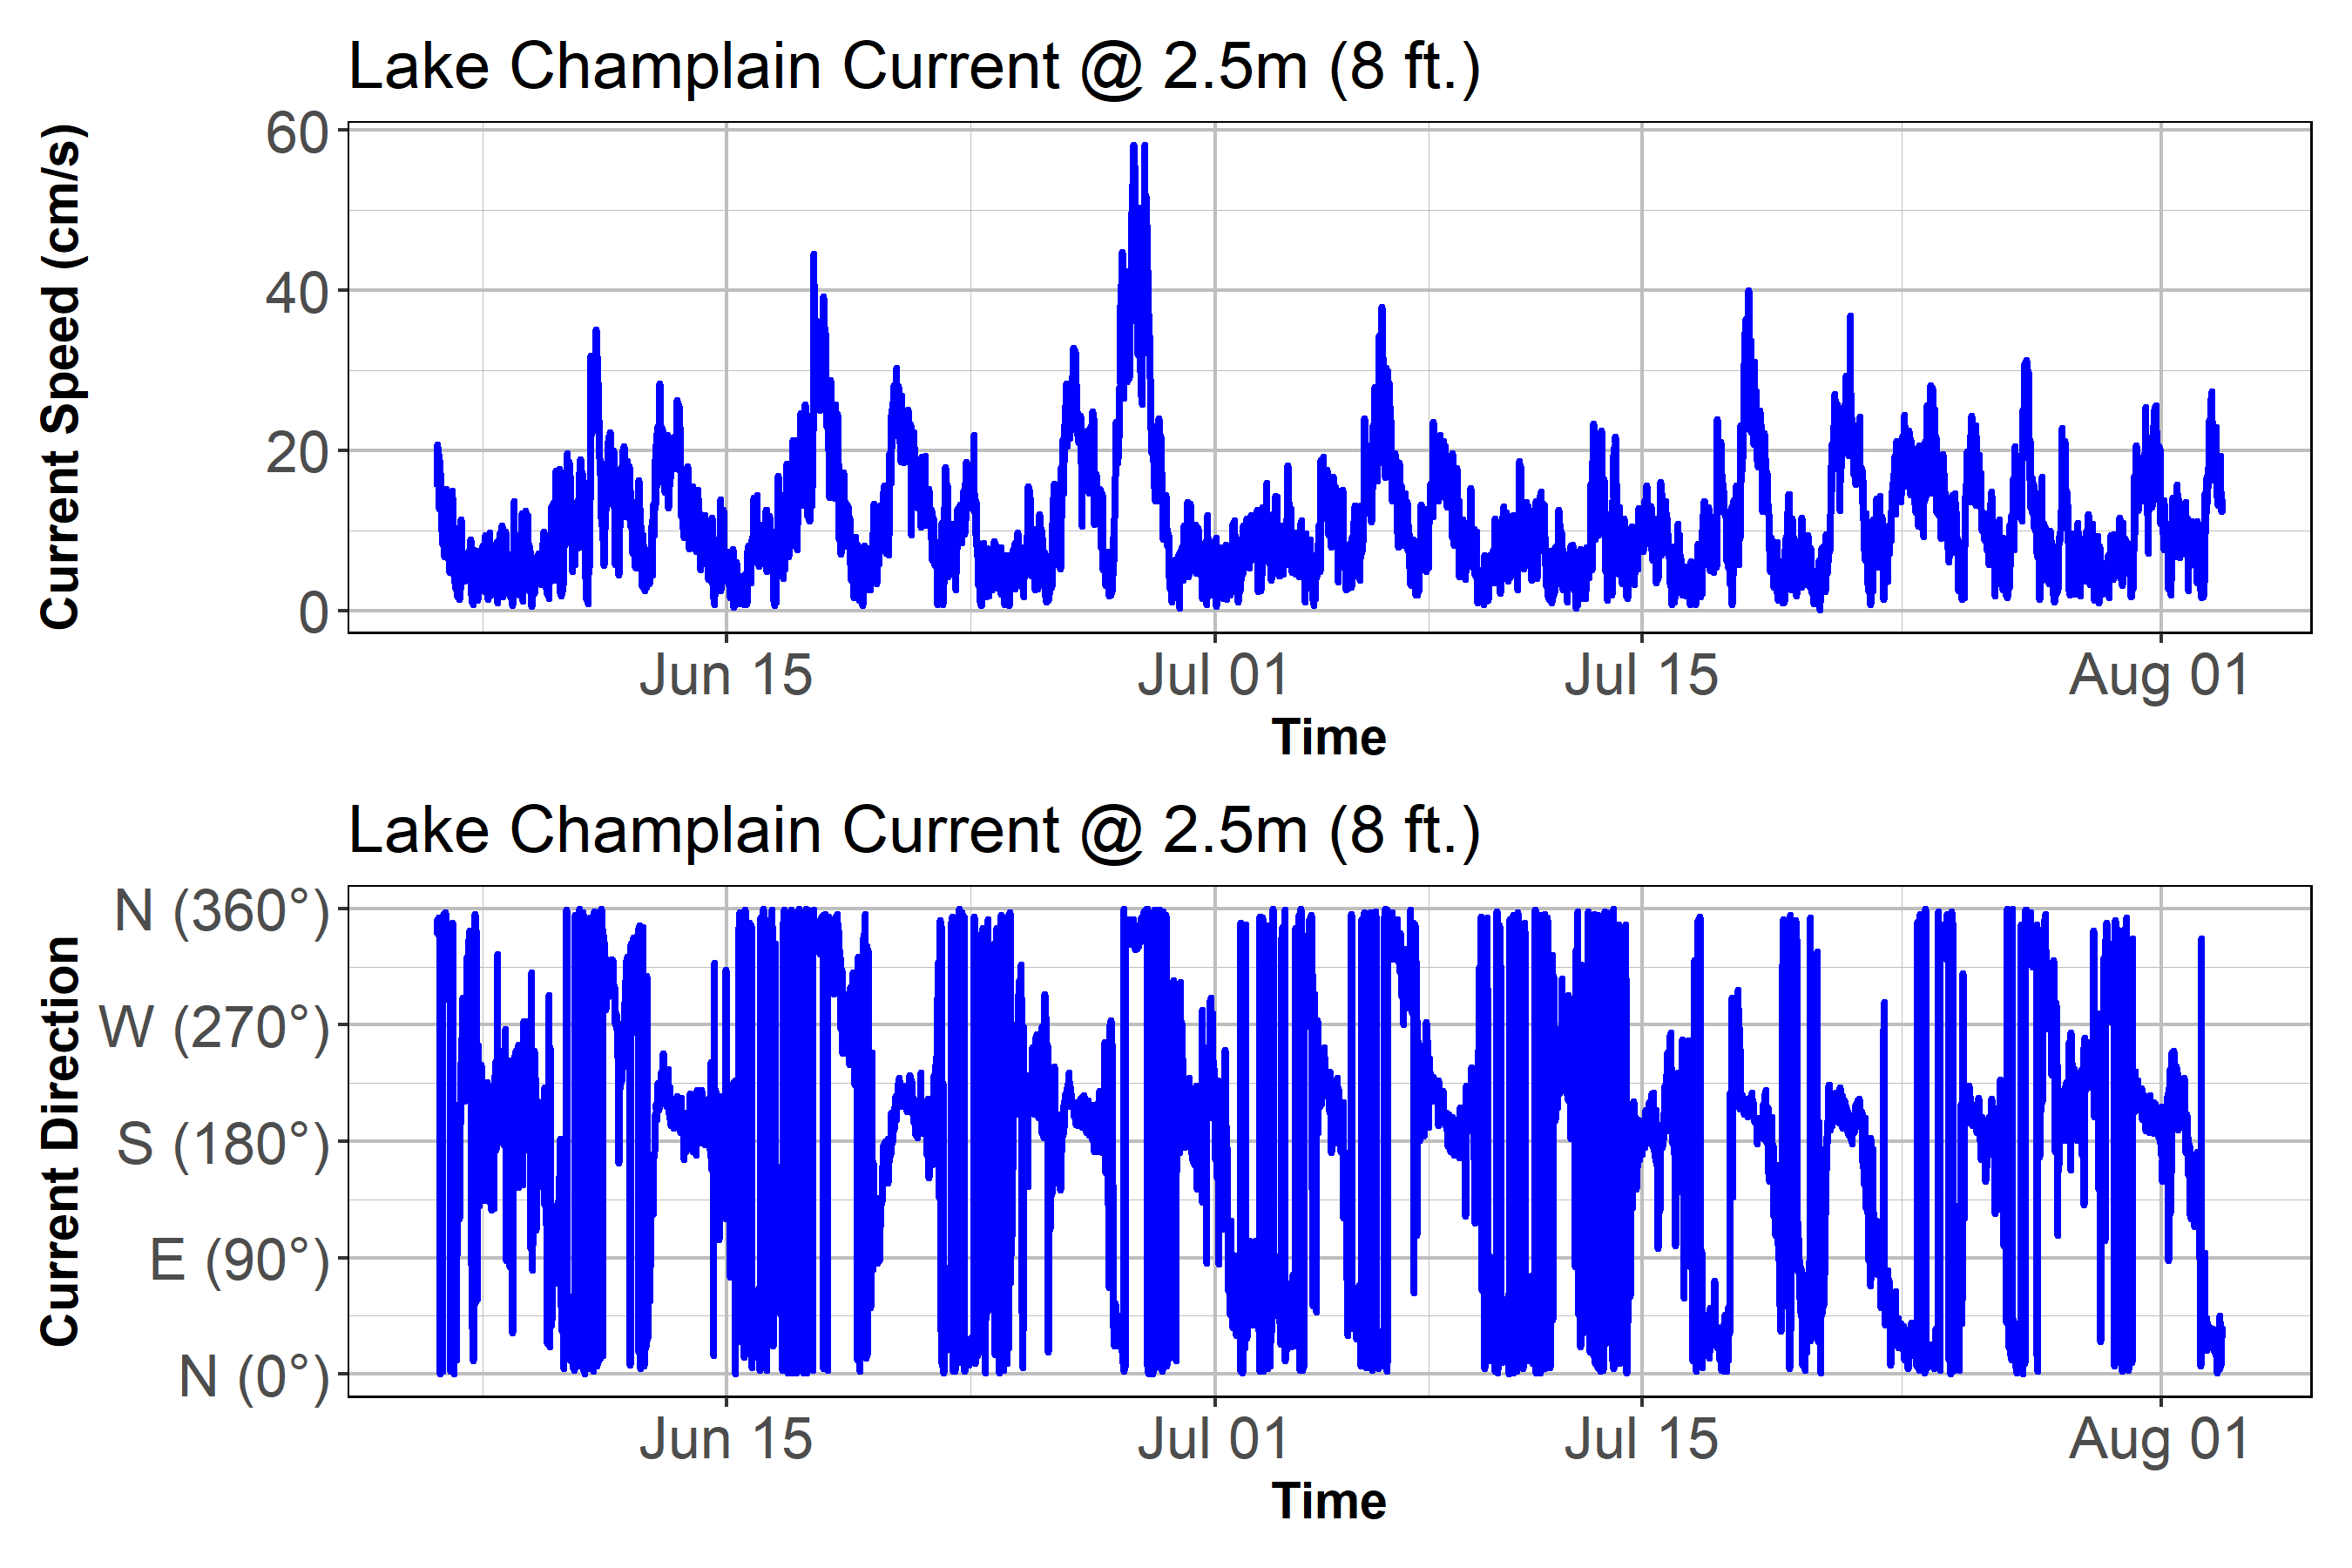 Lake Champlain Current @ 2.5m (8 ft.)
Current Speed (cm/s)
60
40
20
0
Jun 15 Jul 01 Jul 15 Aug 01
Time
Lake Champlain Current @ 2.5m (8 ft.)
Current Direction
N (360°)
W (270°)
S (180°)
E (90°)
N (0°)
Jun 15 Jul 01 Jul 15 Aug 01
Time